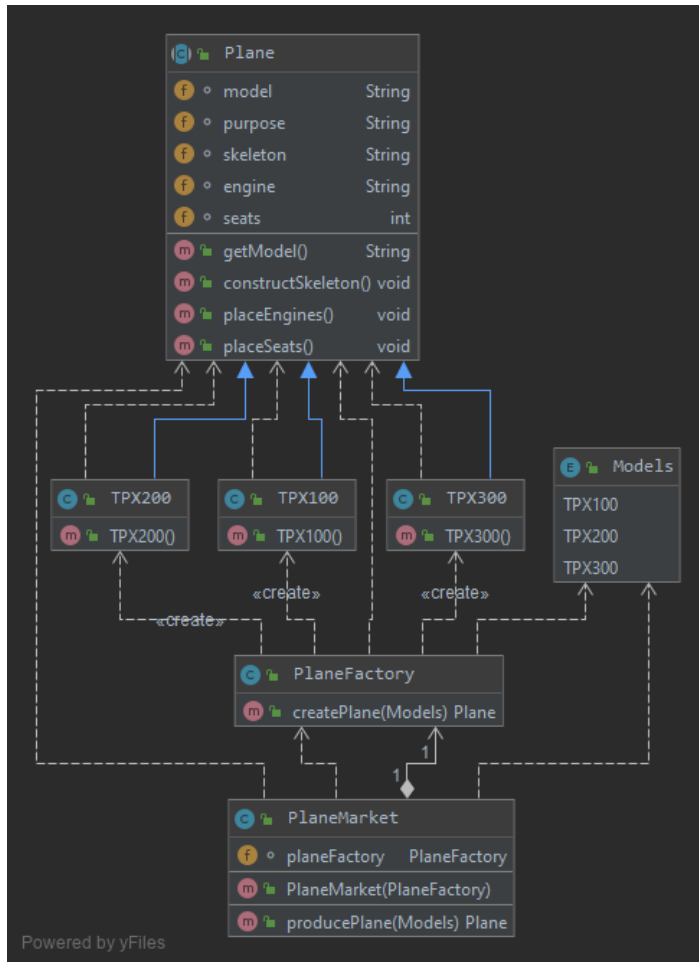 Plane
model String
purpose String
skeleton String
engine String
seats int
getModel() String
constructSkeleton() void
placeEngines() void
placeSeats() void
TPX200
TPX200()
TPX100
TPX100()
TPX300
TPX300()
Models
TPX100
TPX200
TPX300
«create»
«create»
«create»
PlaneFactory
createPlane(Models) Plane
1
1
PlaneMarket
planeFactory PlaneFactory
PlaneMarket(PlaneFactory)
producePlane(Models) Plane
Powered by yFiles